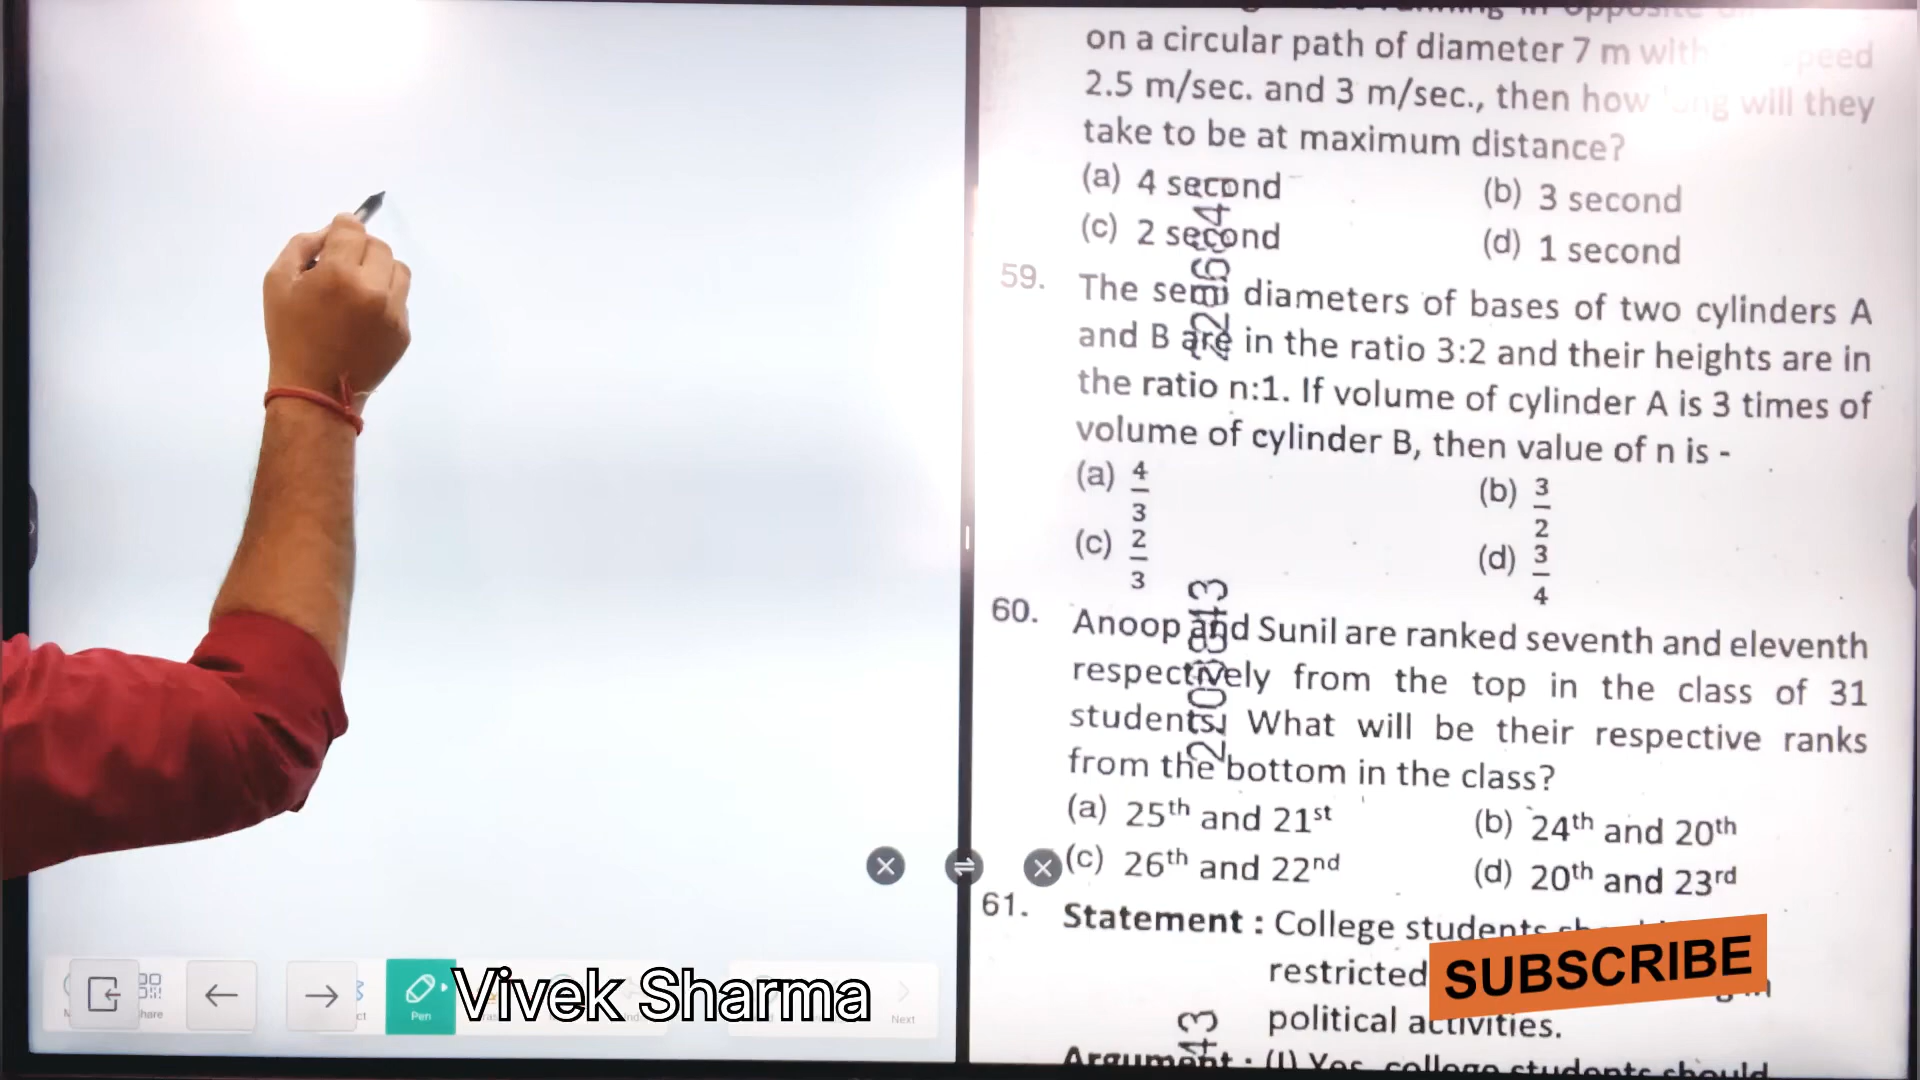 on a circular path of diameter 7 m with speed
2.5 m/sec. and 3 m/sec., then how long will they
take to be at maximum distance?
(a) 4 second (b) 3 second
(c) 2 second (d) 1 second
59. The semi diameters of bases of two cylinders A
and B are in the ratio 3:2 and their heights are in
the ratio n:1. If volume of cylinder A is 3 times of
volume of cylinder B, then value of n is -
(a) 4/3 (b) 3/2
(c) 2/3 (d) 3/4
60. Anoop and Sunil are ranked seventh and eleventh
respectively from the top in the class of 31
students. What will be their respective ranks
from the bottom in the class?
(a) 25th and 21st (b) 24th and 20th
(c) 26th and 22nd (d) 20th and 23rd
61. Statement : College students
restricted
political activities.
Argument : (I) Yes, college students should
SUBSCRIBE
Vivek Sharma
Pen
Next